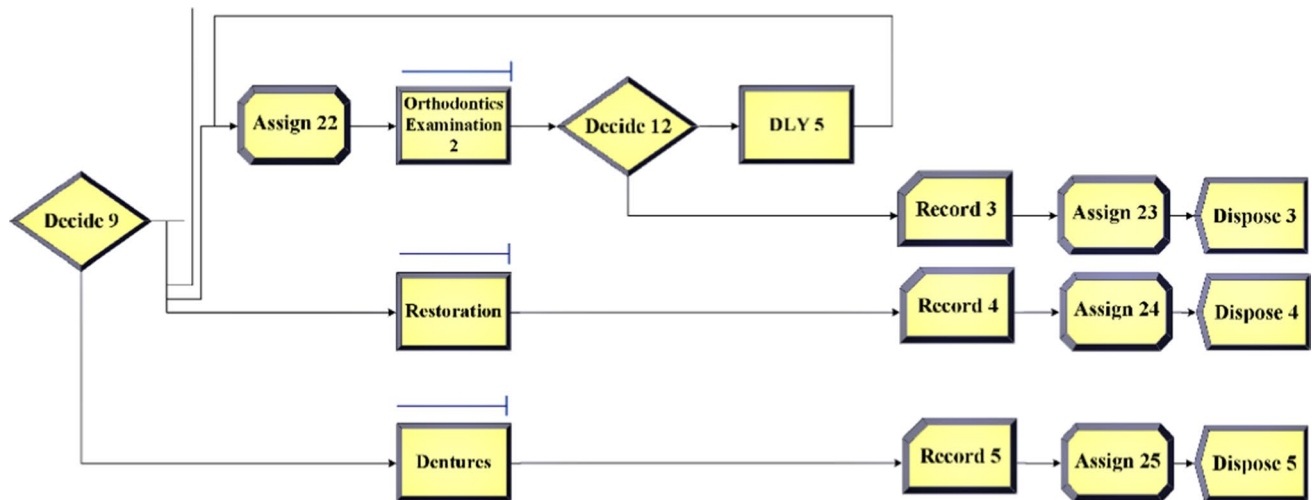 Assign 22
Orthodontics
Examination
2
Decide 12
DLY 5
Decide 9
Record 3
Assign 23
Dispose 3
Restoration
Record 4
Assign 24
Dispose 4
Dentures
Record 5
Assign 25
Dispose 5